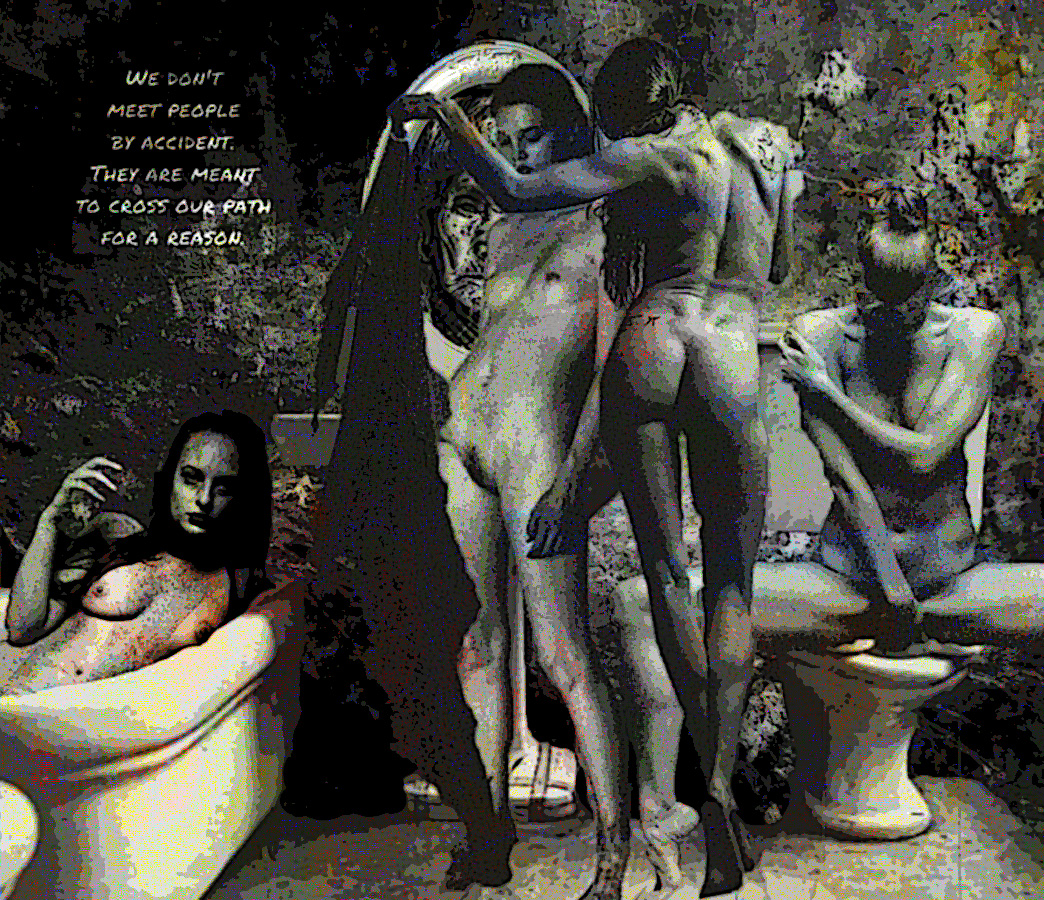 We don't
meet people
by accident.
They are meant
to cross our path
for a reason.